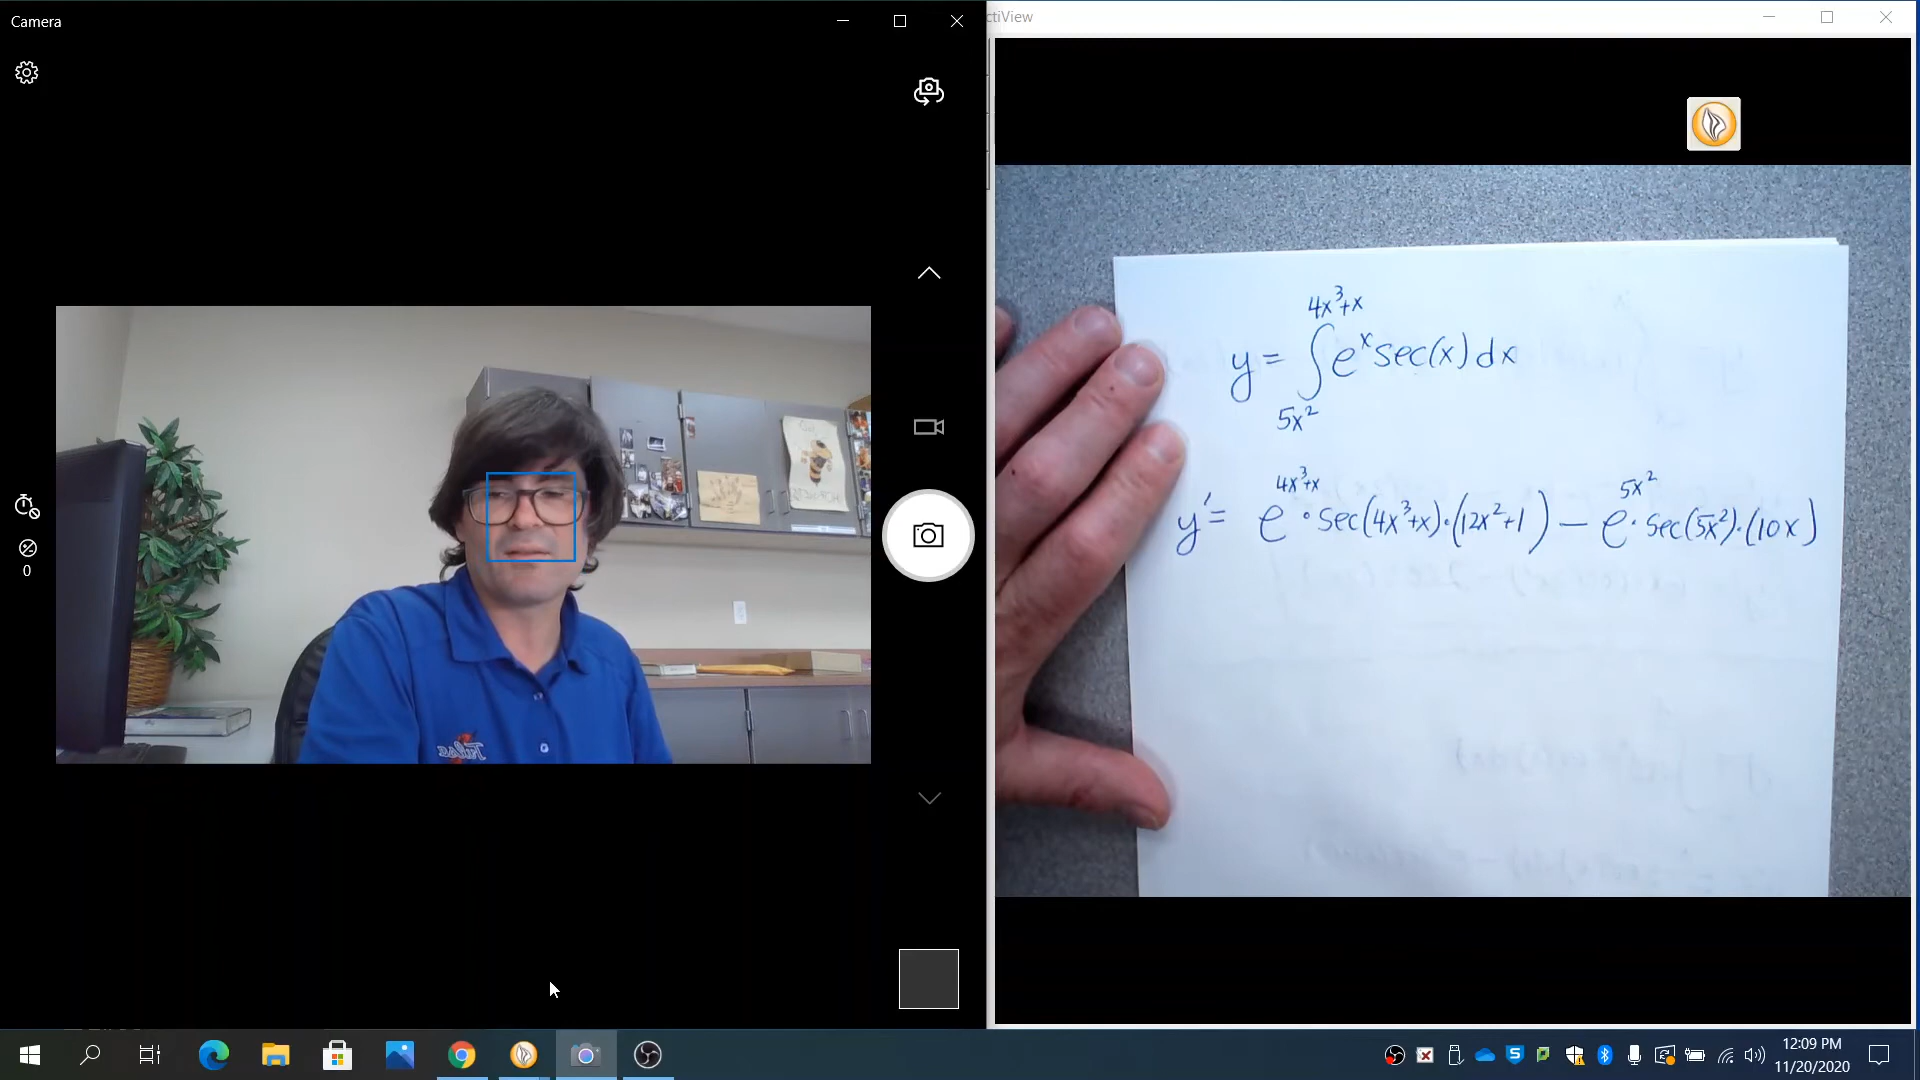 Camera
ctiView
0
4x³+x
y = ∫ eˣ sec(x) dx
5x²
4x³+x 5x²
y' = e · sec(4x³+x)·(12x²+1) − e · sec(5x²)·(10x)
12:09 PM
11/20/2020